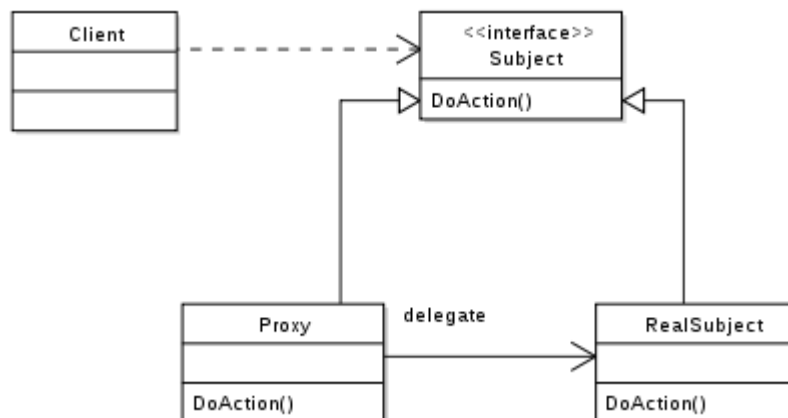 Client
<<interface>>
Subject
DoAction()
delegate
Proxy
RealSubject
DoAction()
DoAction()